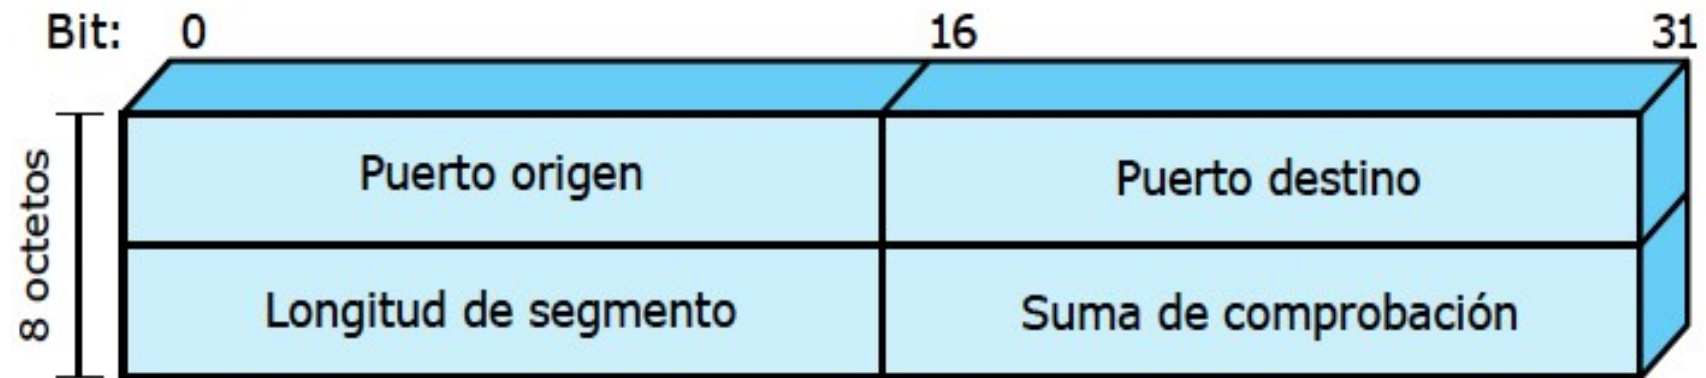 Bit: 0 16 31
8 octetos
Puerto origen Puerto destino
Longitud de segmento Suma de comprobación